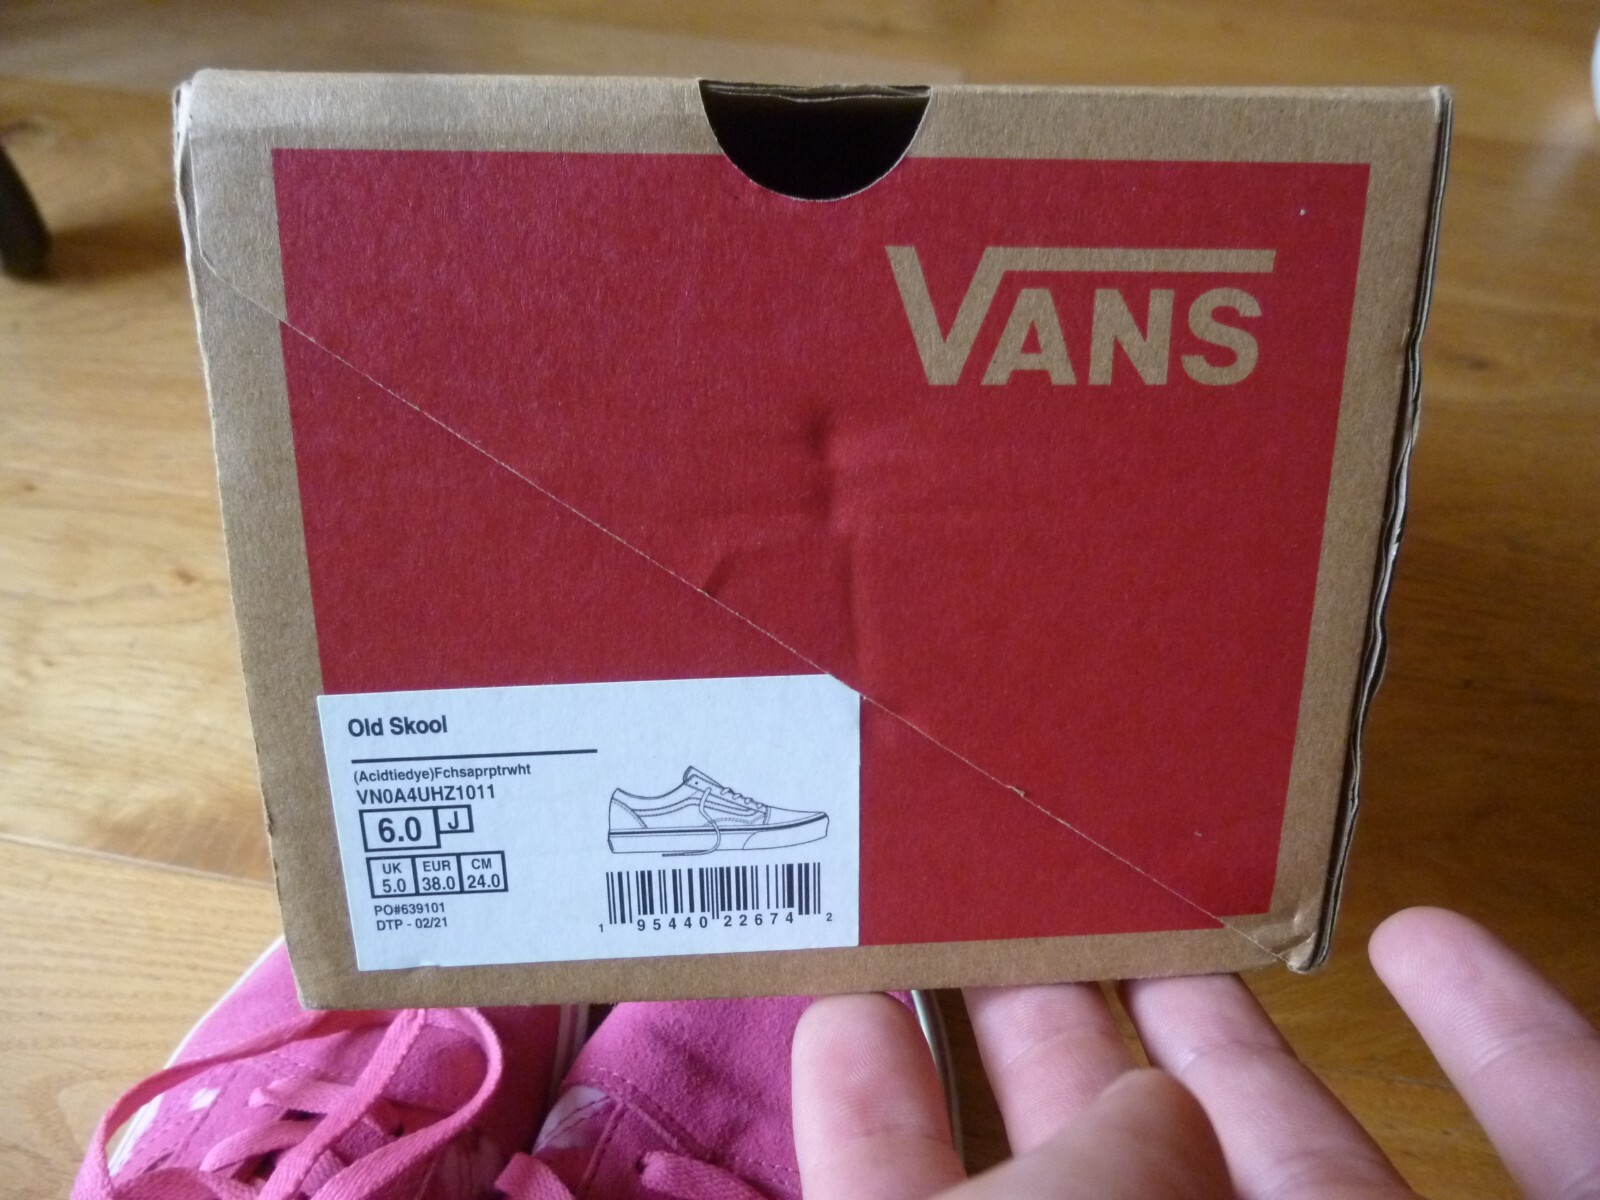 VANS
Old Skool
(Acidtiedye)Fchsaprptrwht
VN0A4UHZ1011
6.0 J
UK EUR CM
5.0 38.0 24.0
PO#639101
DTP - 02/21
1 95440 22674 2